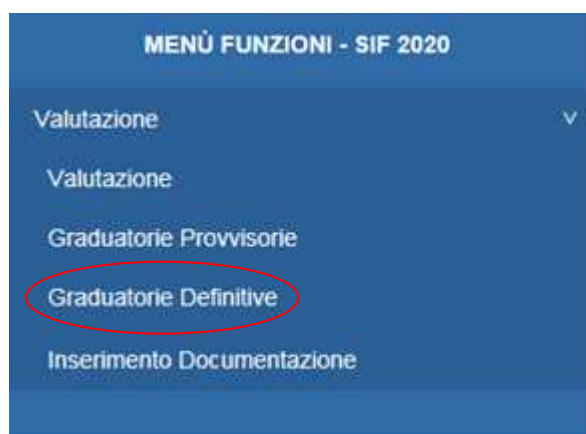 MENÙ FUNZIONI - SIF 2020
Valutazione
Valutazione
Graduatorie Provvisorie
Graduatorie Definitive
Inserimento Documentazione